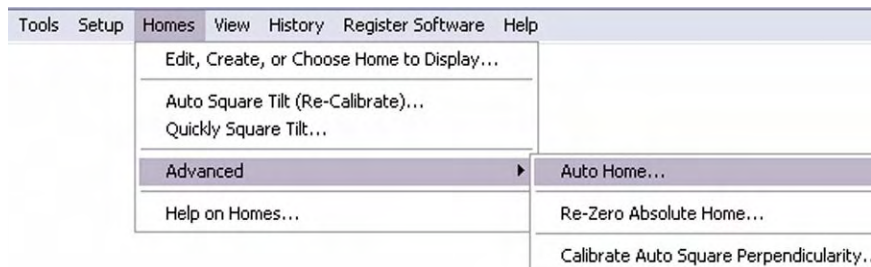 Tools Setup Homes View History Register Software Help
Edit, Create, or Choose Home to Display...
Auto Square Tilt (Re-Calibrate)...
Quickly Square Tilt...
Advanced Auto Home...
Help on Homes... Re-Zero Absolute Home...
Calibrate Auto Square Perpendicularity..